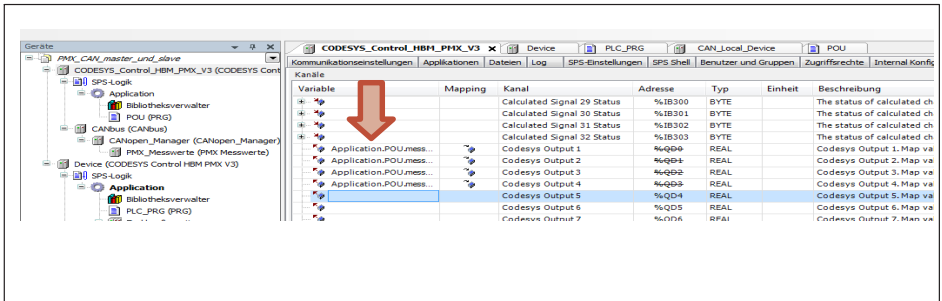 Geräte
PMX_CAN_master_und_slave
CODESYS_Control_HBM_PMX_V3 (CODESYS Cont
SPS-Logik
Application
Bibliotheksverwalter
POU (PRG)
CANbus (CANbus)
CANopen_Manager (CANopen_Manager)
PMX_Messwerte (PMX Messwerte)
Device (CODESYS Control HBM PMX V3)
SPS-Logik
Application
Bibliotheksverwalter
PLC_PRG (PRG)
CODESYS_Control_HBM_PMX_V3 Device PLC_PRG CAN_Local_Device POU
Kommunikationseinstellungen Applikationen Dateien Log SPS-Einstellungen SPS Shell Benutzer und Gruppen Zugriffsrechte Internal Konfig
Kanäle
Variable Mapping Kanal Adresse Typ Einheit Beschreibung
Calculated Signal 29 Status %IB300 BYTE The status of calculated ch
Calculated Signal 30 Status %IB301 BYTE The status of calculated ch
Calculated Signal 31 Status %IB302 BYTE The status of calculated ch
Calculated Signal 32 Status %IB303 BYTE The status of calculated ch
Application.POU.mess... Codesys Output 1 %QD0 REAL Codesys Output 1. Map va
Application.POU.mess... Codesys Output 2 %QD1 REAL Codesys Output 2. Map va
Application.POU.mess... Codesys Output 3 %QD2 REAL Codesys Output 3. Map va
Application.POU.mess... Codesys Output 4 %QD3 REAL Codesys Output 4. Map va
Codesys Output 5 %QD4 REAL Codesys Output 5. Map va
Codesys Output 6 %QD5 REAL Codesys Output 6. Map va
Codesys Output 7 %QD6 REAL Codesys Output 7. Map va